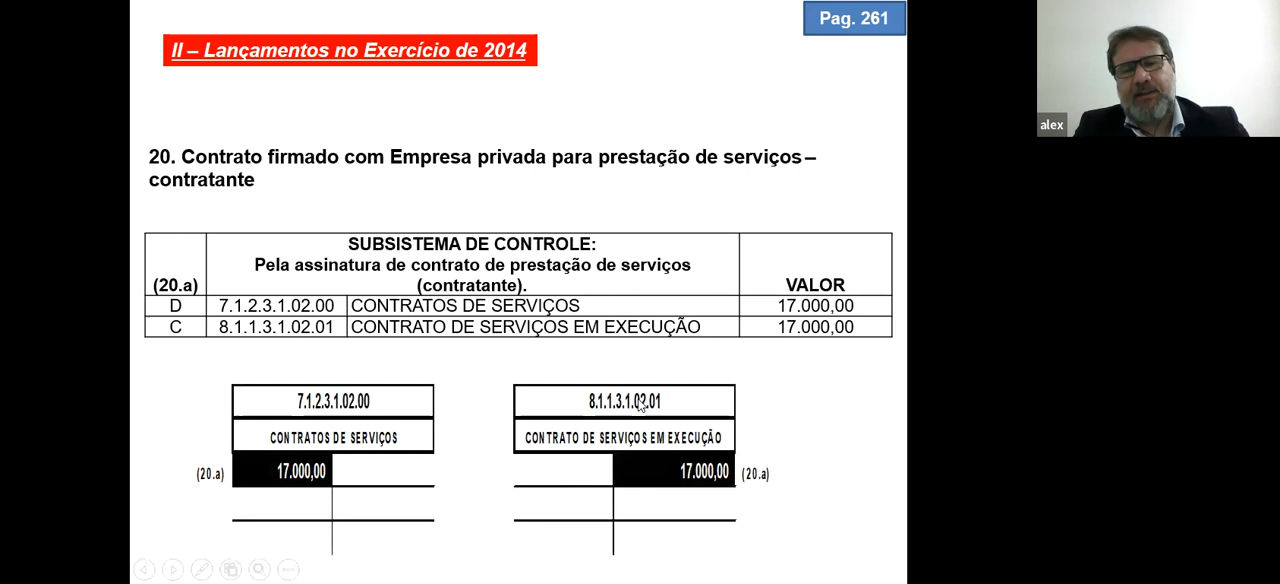 Pag. 261
II – Lançamentos no Exercício de 2014
alex
20. Contrato firmado com Empresa privada para prestação de serviços –
contratante
SUBSISTEMA DE CONTROLE:
Pela assinatura de contrato de prestação de serviços
(20.a) (contratante). VALOR
D 7.1.2.3.1.02.00 CONTRATOS DE SERVIÇOS 17.000,00
C 8.1.1.3.1.02.01 CONTRATO DE SERVIÇOS EM EXECUÇÃO 17.000,00
7.1.2.3.1.02.00 8.1.1.3.1.02.01
CONTRATOS DE SERVIÇOS CONTRATO DE SERVIÇOS EM EXECUÇÃO
(20.a) 17.000,00 17.000,00 (20.a)